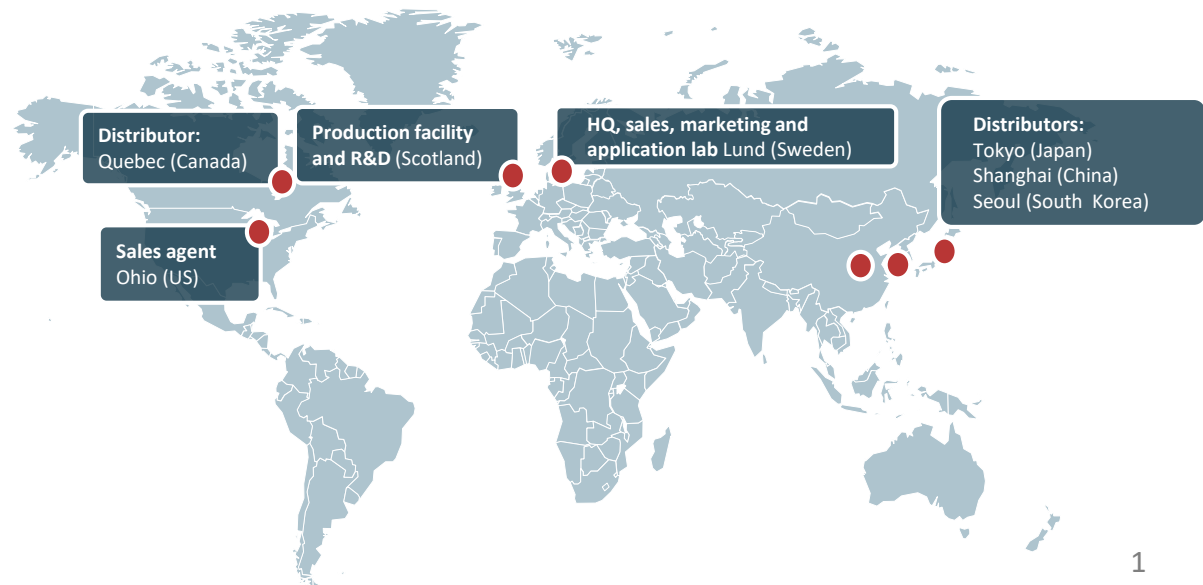 Distributor:
Quebec (Canada)
Production facility
and R&D (Scotland)
HQ, sales, marketing and
application lab Lund (Sweden)
Distributors:
Tokyo (Japan)
Shanghai (China)
Seoul (South Korea)
Sales agent
Ohio (US)
1